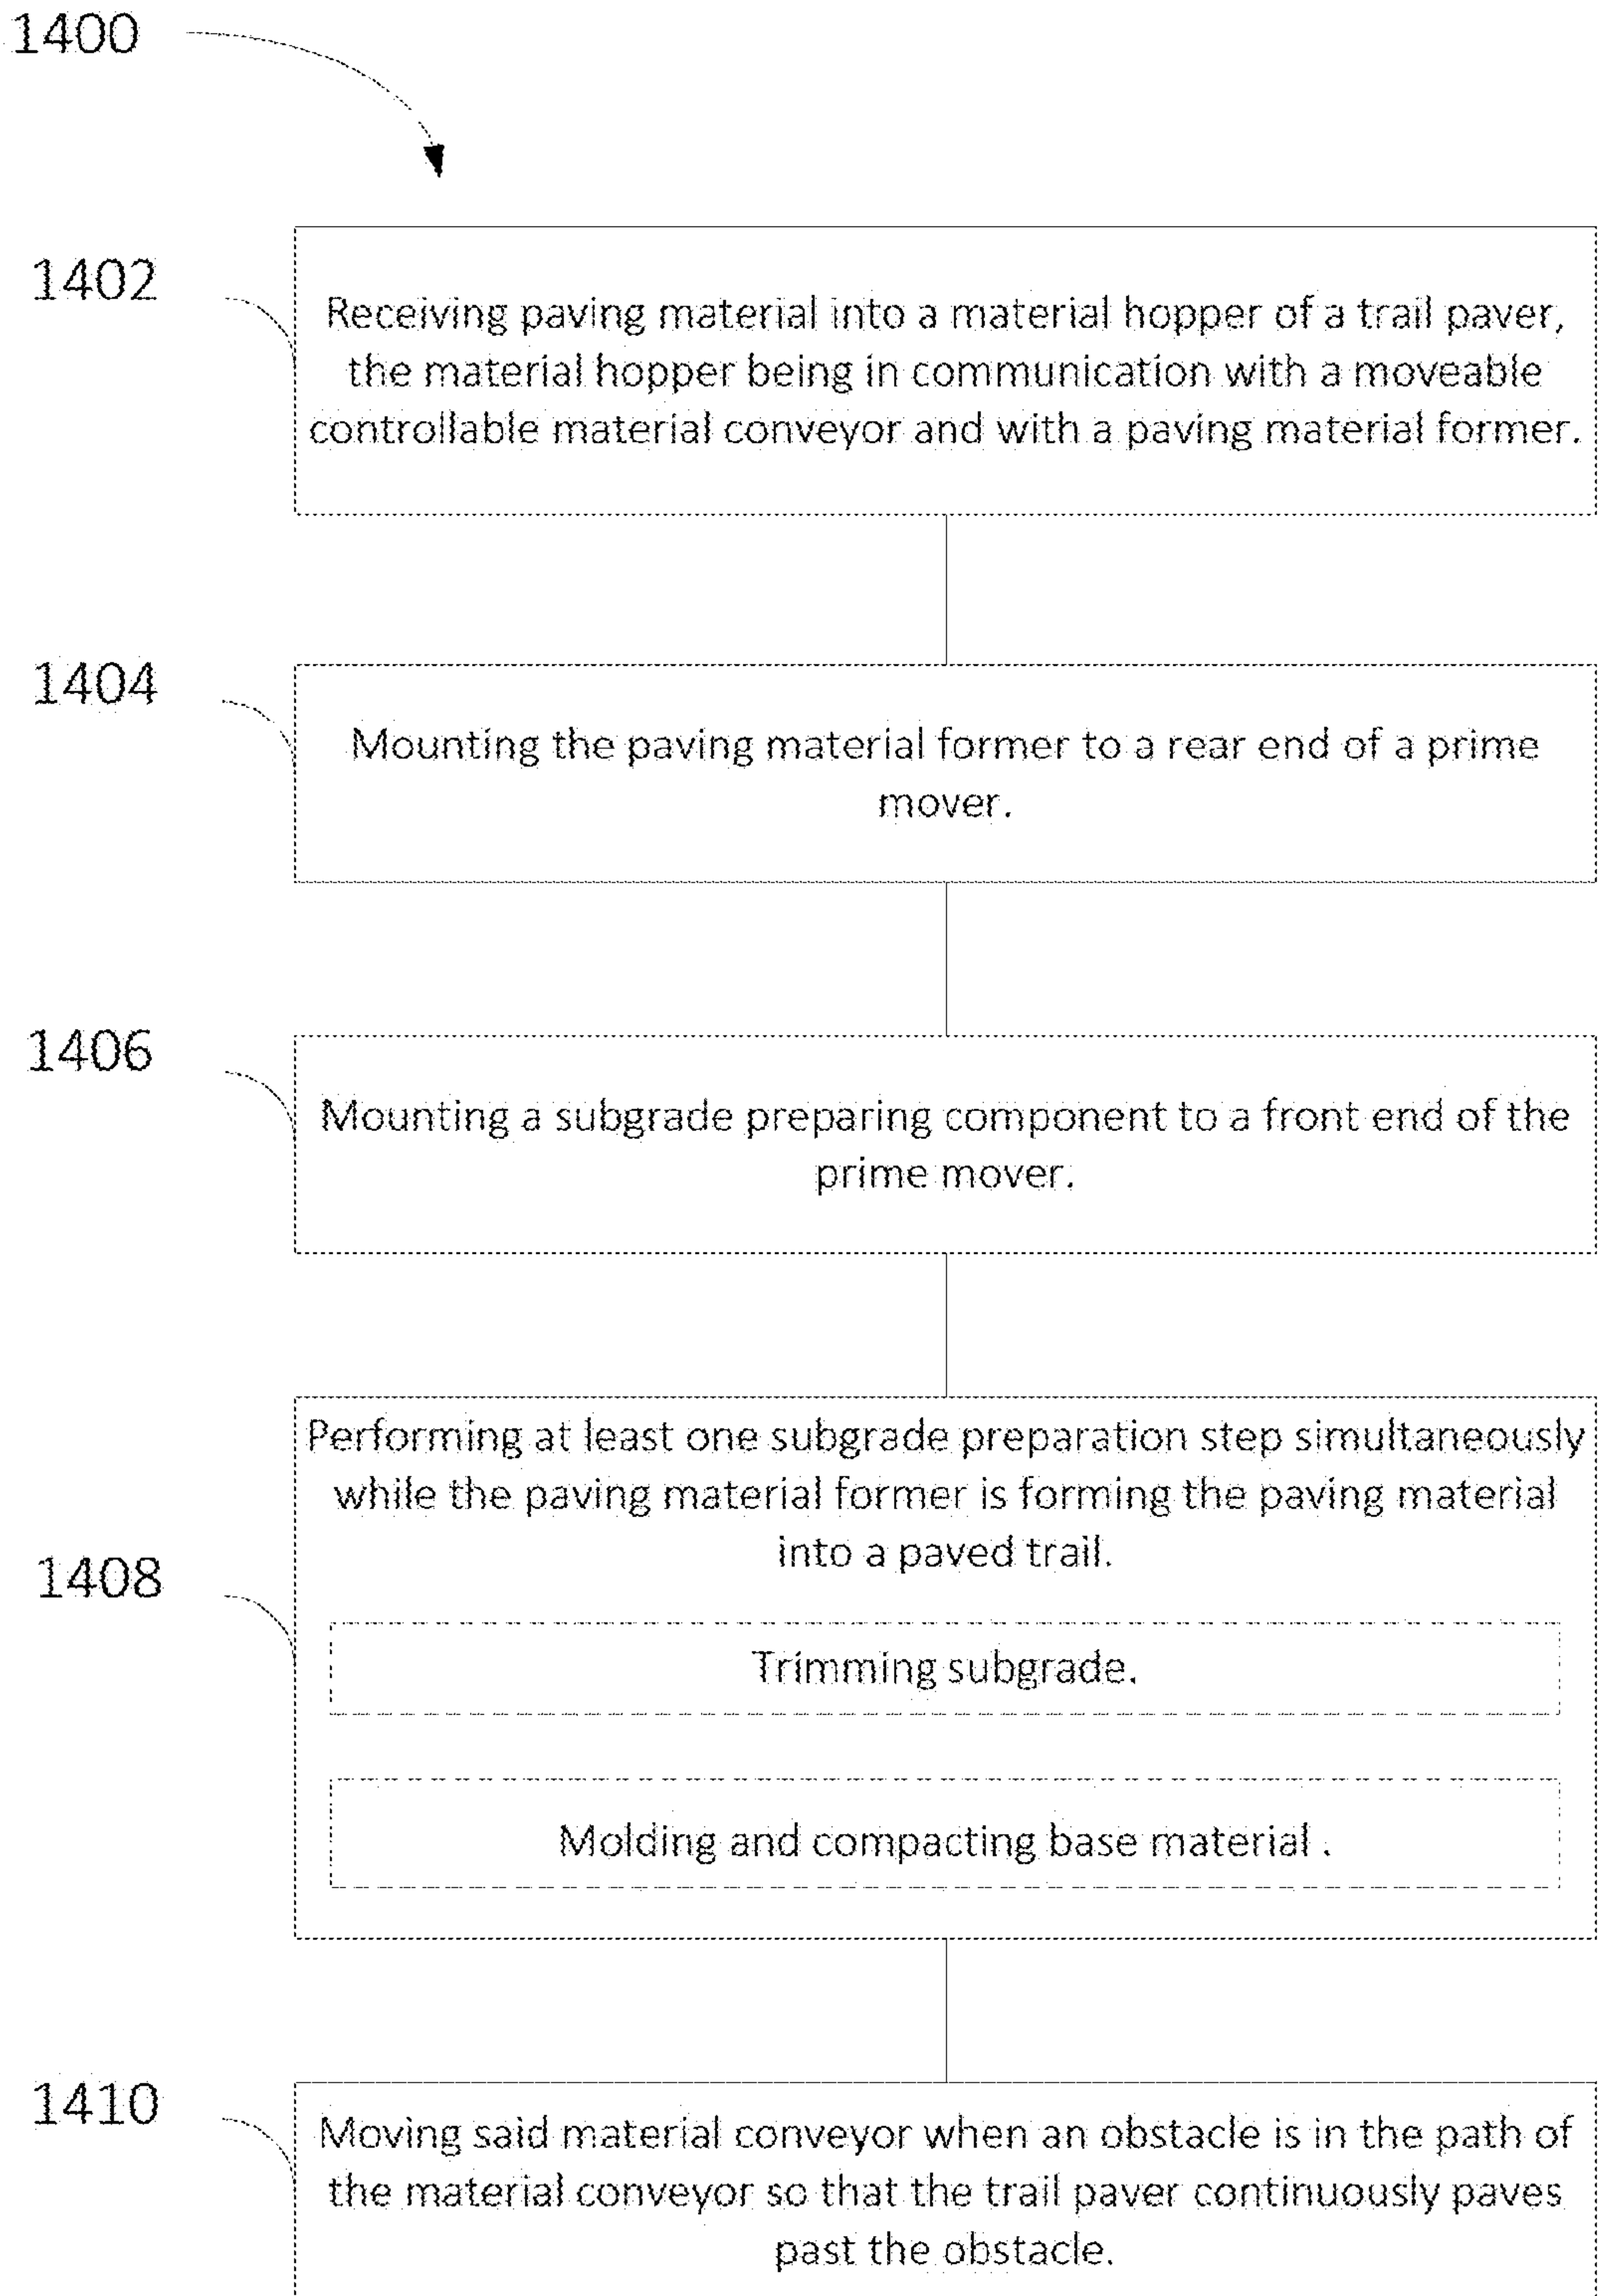 1400
1402
Receiving paving material into a material hopper of a trail paver,
the material hopper being in communication with a moveable
controllable material conveyor and with a paving material former.
1404
Mounting the paving material former to a rear end of a prime
mover.
1406
Mounting a subgrade preparing component to a front end of the
prime mover.
1408
Performing at least one subgrade preparation step simultaneously
while the paving material former is forming the paving material
into a paved trail.
Trimming subgrade.
Molding and compacting base material .
1410
Moving said material conveyor when an obstacle is in the path of
the material conveyor so that the trail paver continuously paves
past the obstacle.